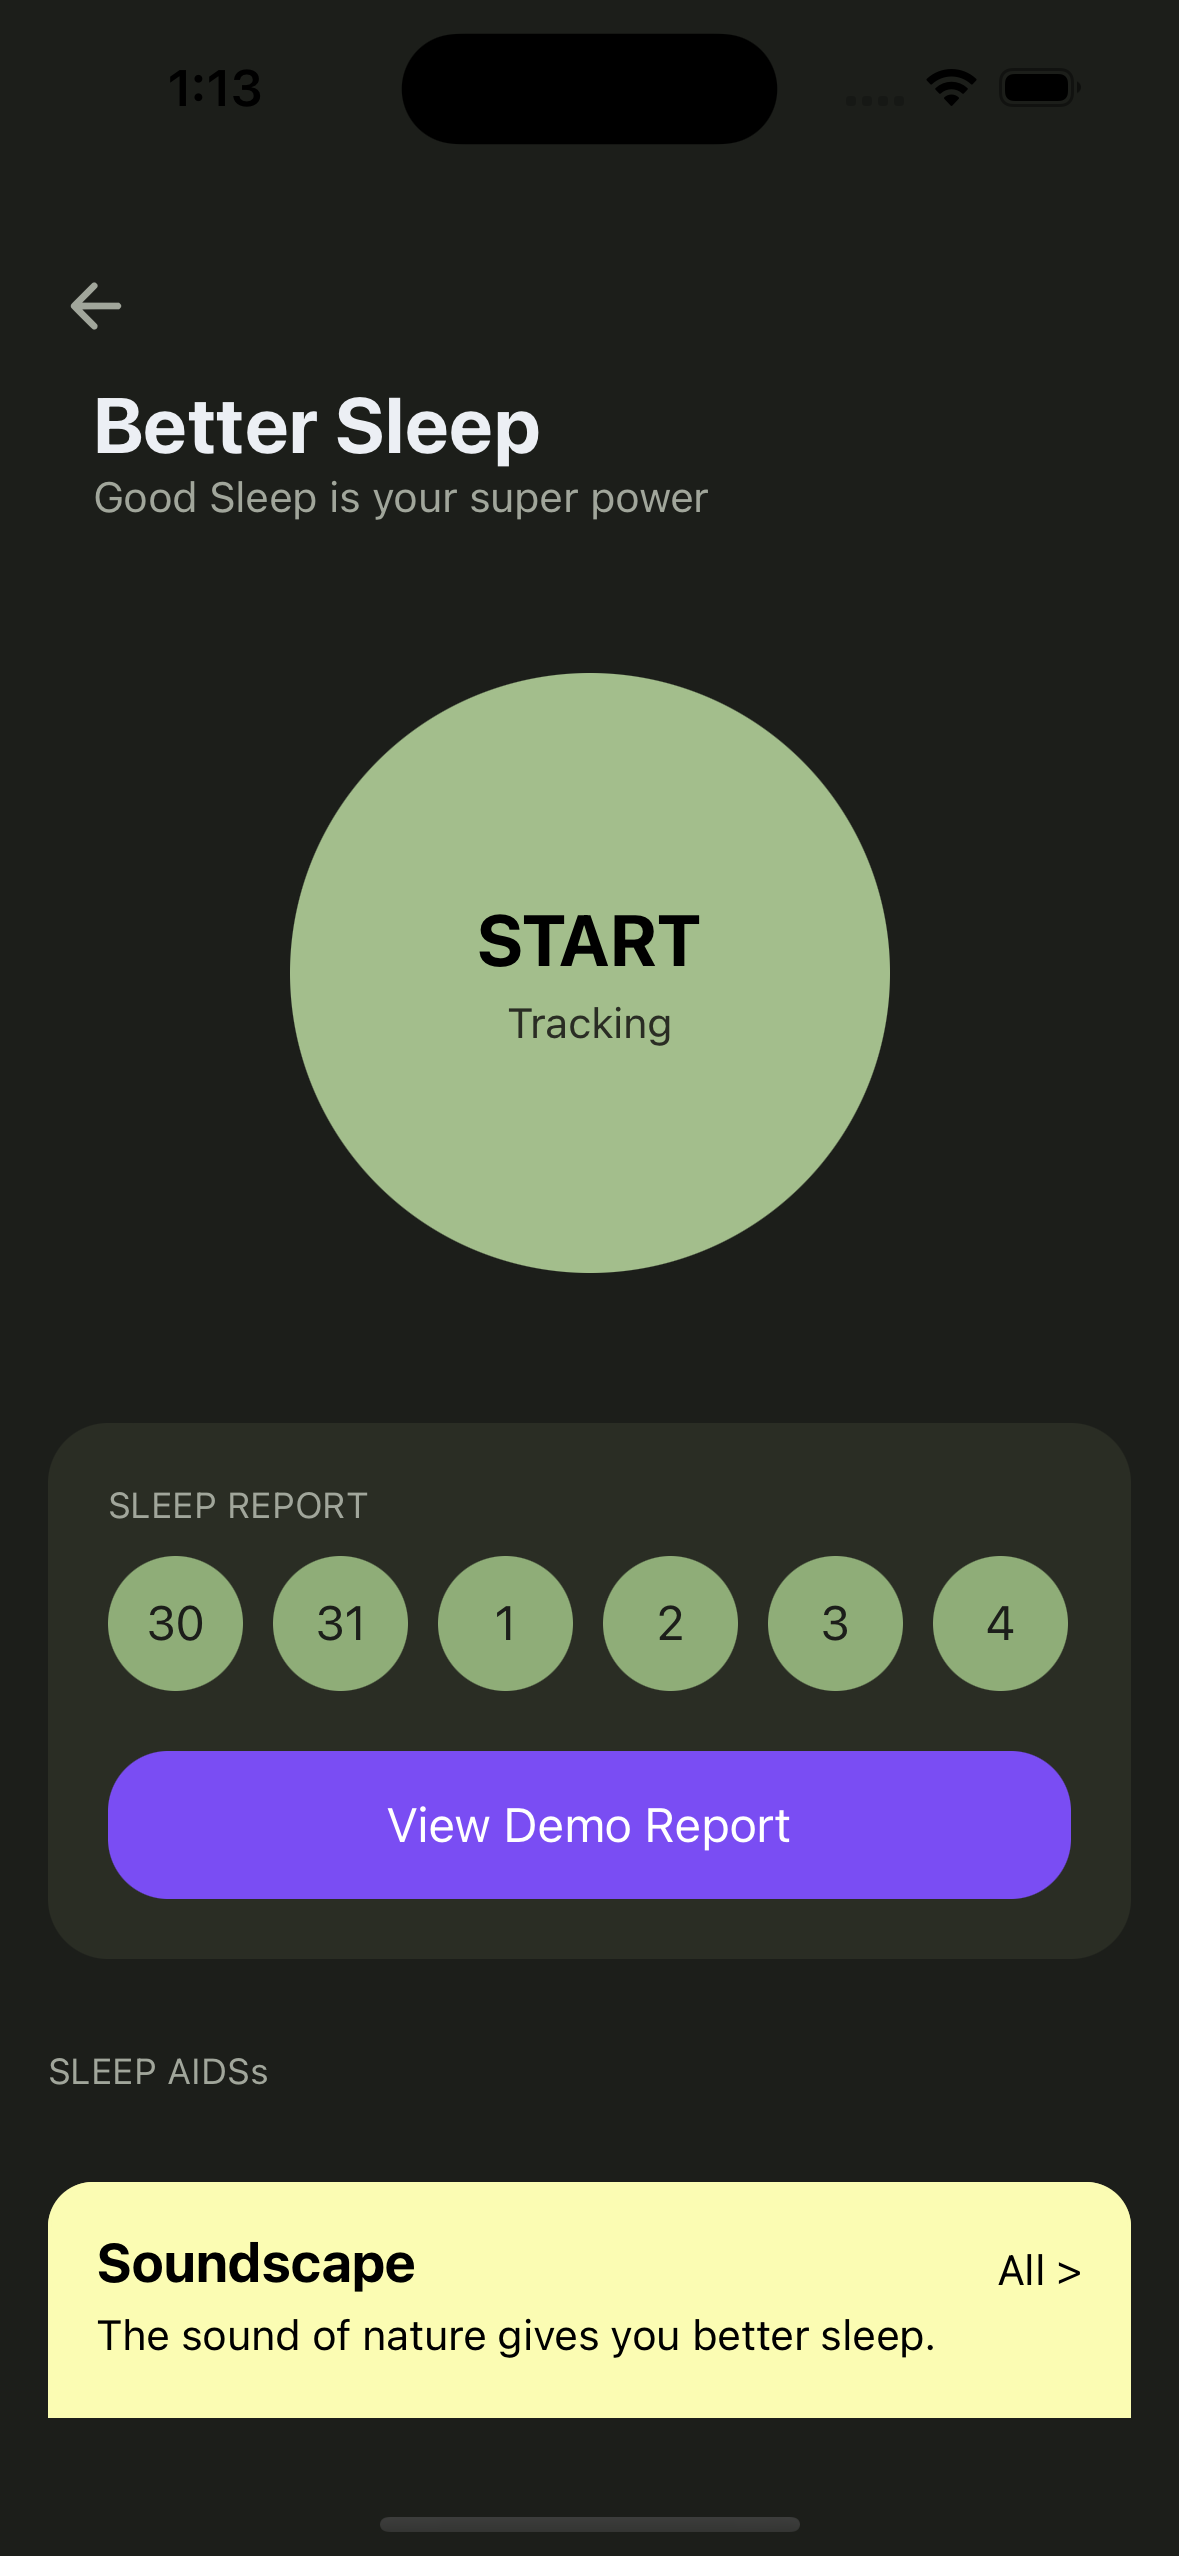 1:13
Better Sleep
Good Sleep is your super power
START
Tracking
SLEEP REPORT
30 31 1 2 3 4
View Demo Report
SLEEP AIDSs
Soundscape
All >
The sound of nature gives you better sleep.